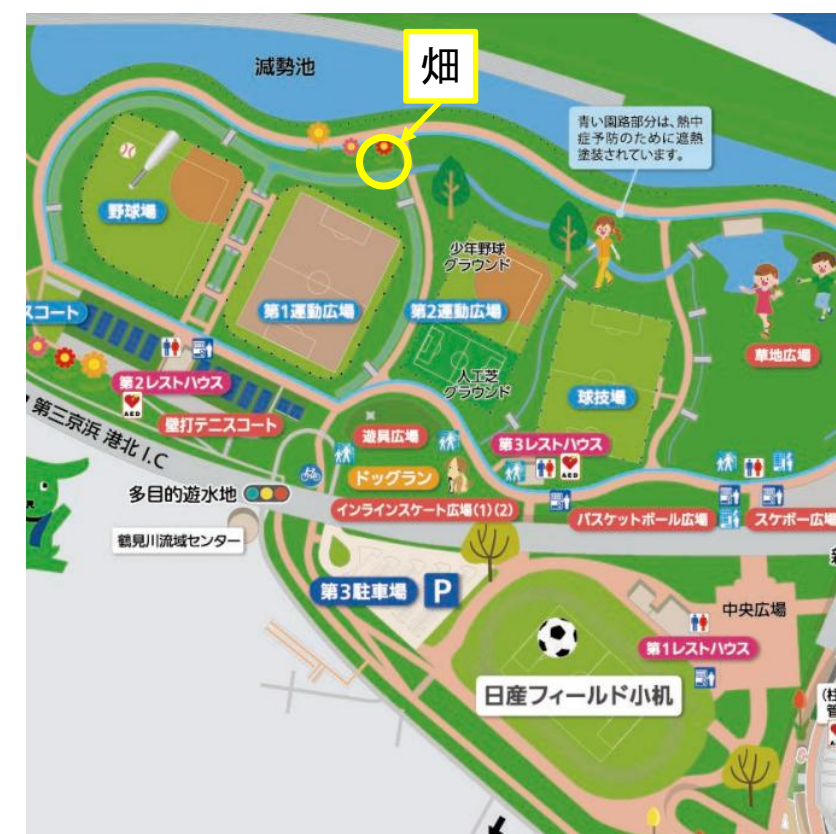 減勢池
畑
青い園路部分は、熱中
症予防のために遮熱
塗装されています。
野球場
少年野球
グラウンド
スコート
第1運動広場
第2運動広場
草地広場
人工芝
グラウンド
球技場
第2レストハウス
AED
壁打テニスコート
第三京浜 港北I.C
遊具広場
第3レストハウス
AED
ドッグラン
多目的遊水地
インラインスケート広場(1)(2)
バスケットボール広場
スケボー広場
鶴見川流域センター
第3駐車場
P
中央広場
第1レストハウス
日産フィールド小机